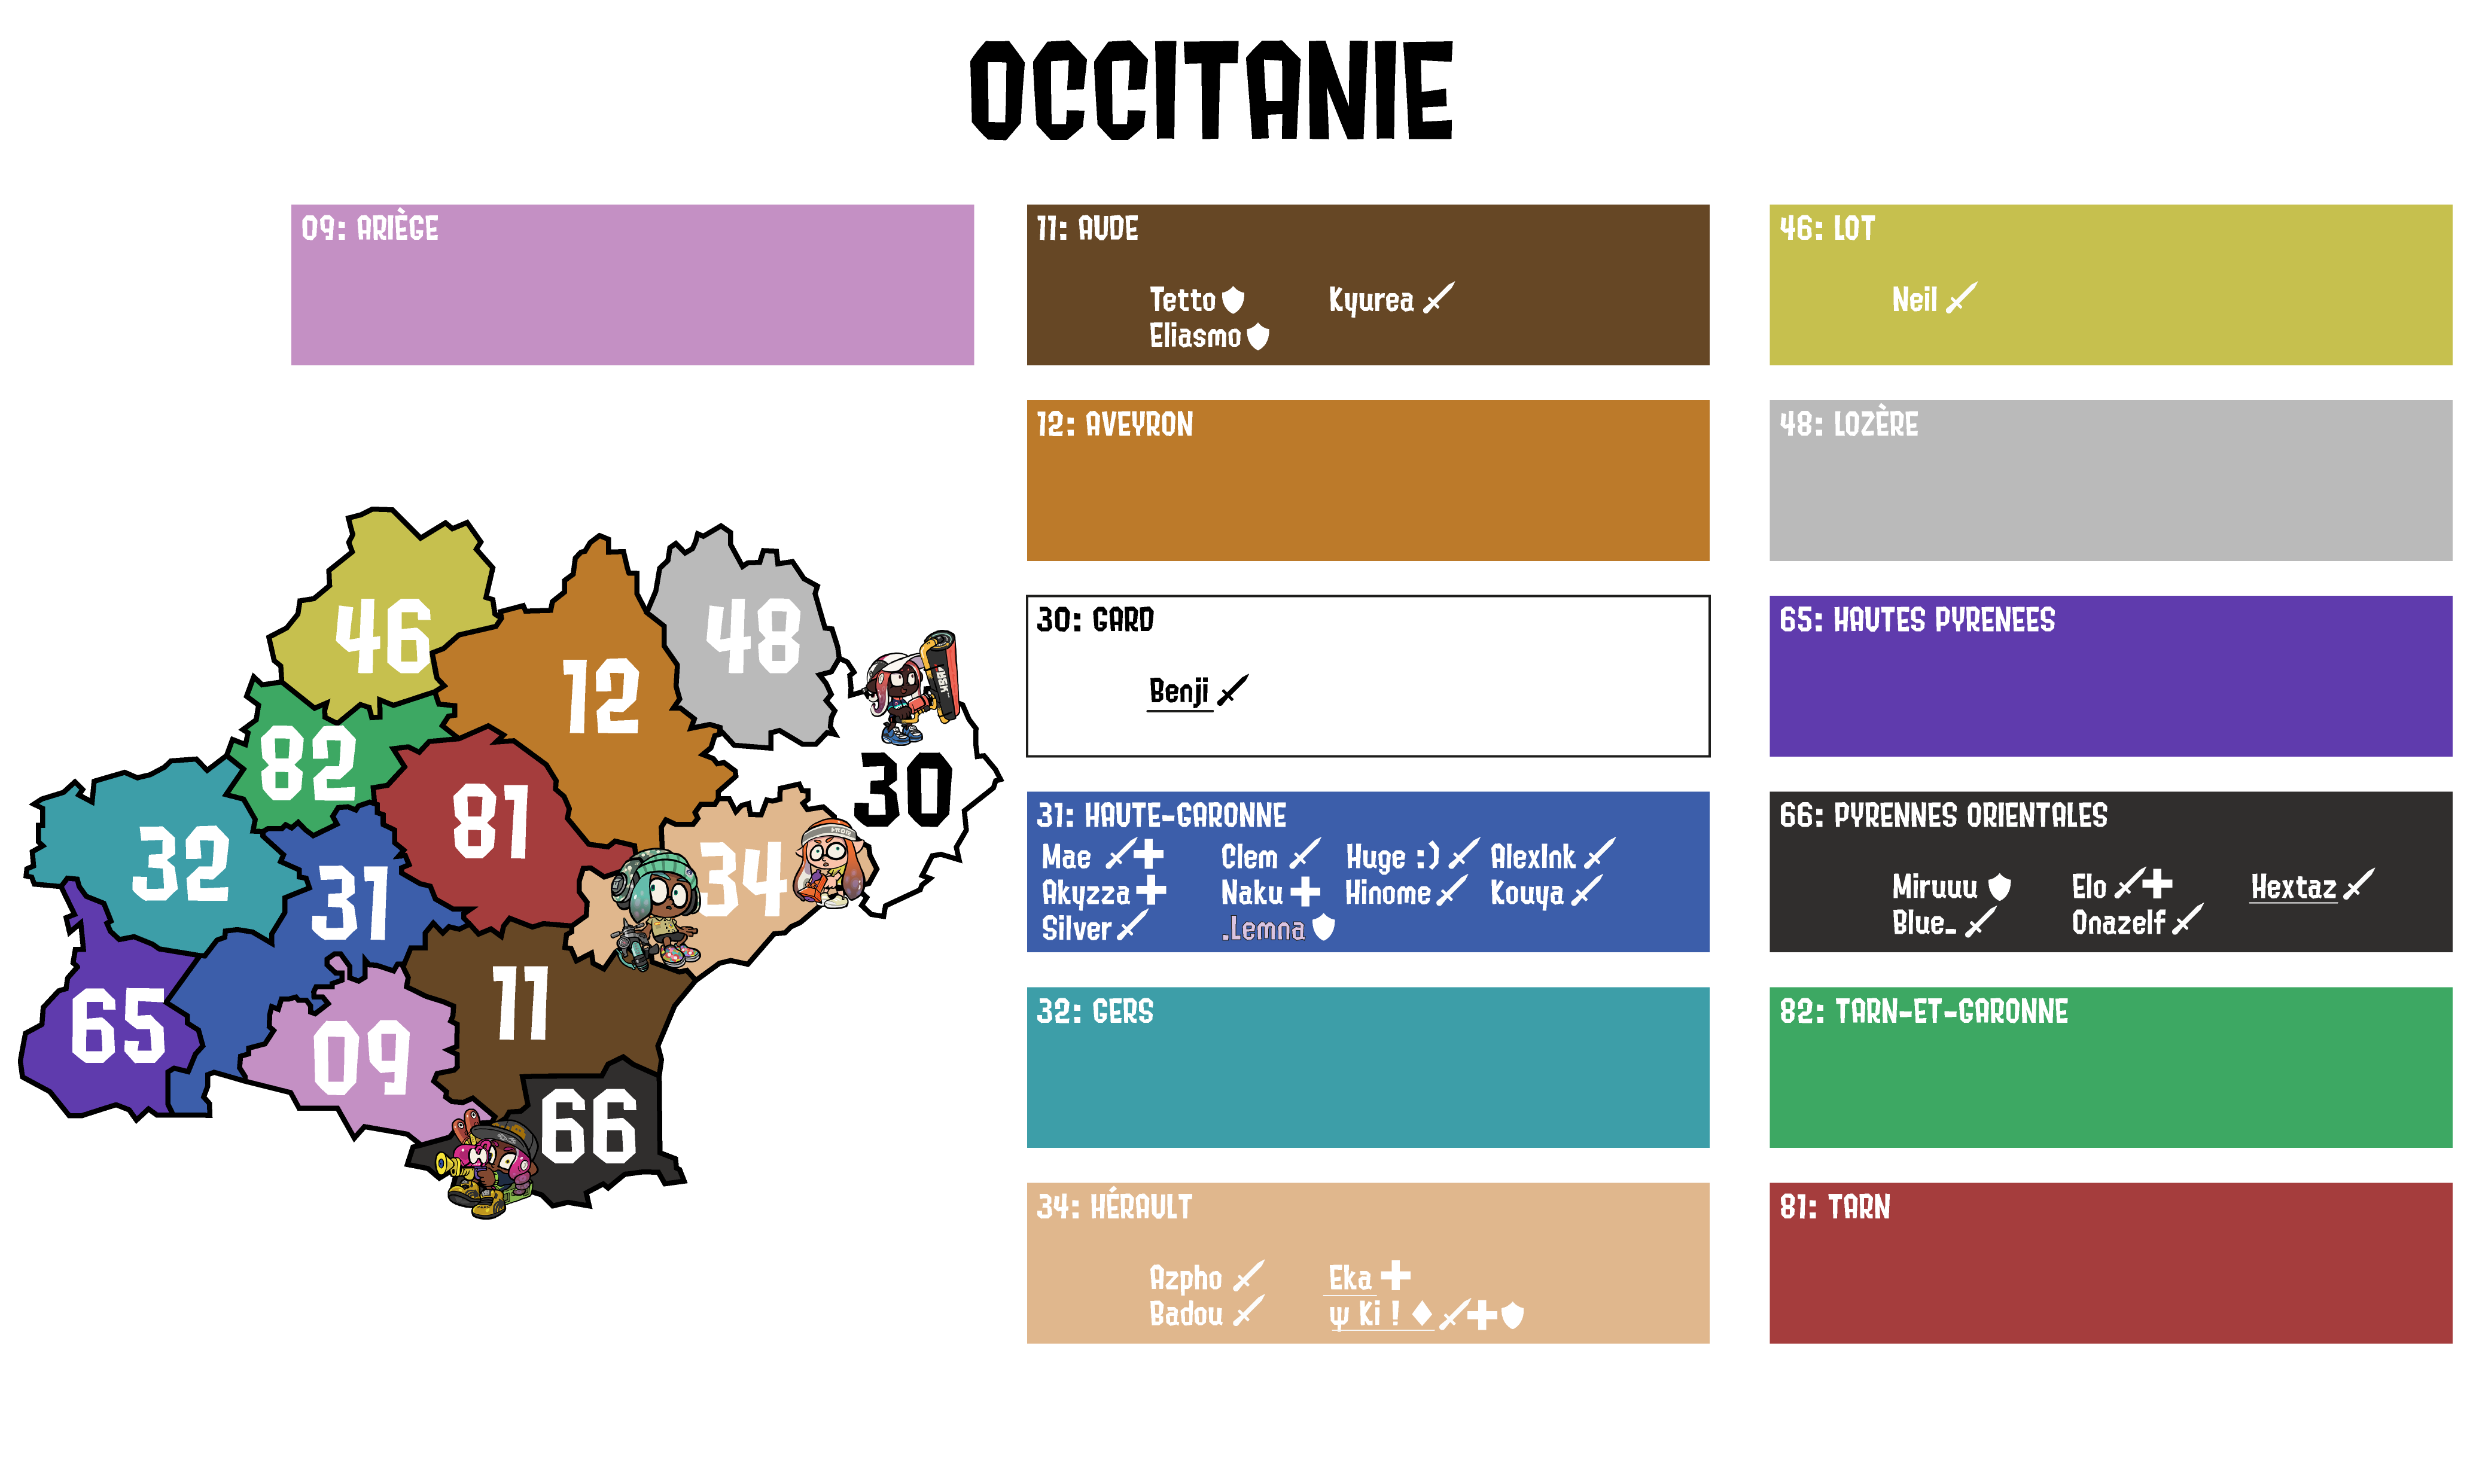 OCCITANIE
09: ARIÈGE
11: AUDE
Tetto Kyurea
Eliasmo
46: LOT
Neil
12: AVEYRON
48: LOZÈRE
30: GARD
Benji
65: HAUTES PYRENEES
31: HAUTE-GARONNE
Mae Clem Huge :) AlexInk
Akyzza Naku Hinome Kouya
Silver .Lemna
66: PYRENNES ORIENTALES
Miruuu Elo Hextaz
Blue_ Onazelf
32: GERS
82: TARN-ET-GARONNE
34: HÉRAULT
Azpho Eka
Badou ψ Ki ! ♦
81: TARN
46
48
12
82
30
81
32
34
31
11
65
09
66